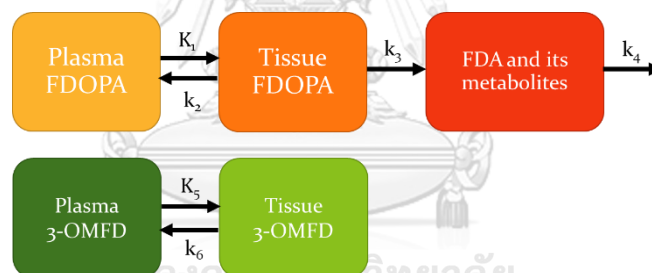 Plasma
FDOPA
K₁
k₂
Tissue
FDOPA
k₃
FDA and its
metabolites
k₄
Plasma
3-OMFD
K₅
k₆
Tissue
3-OMFD